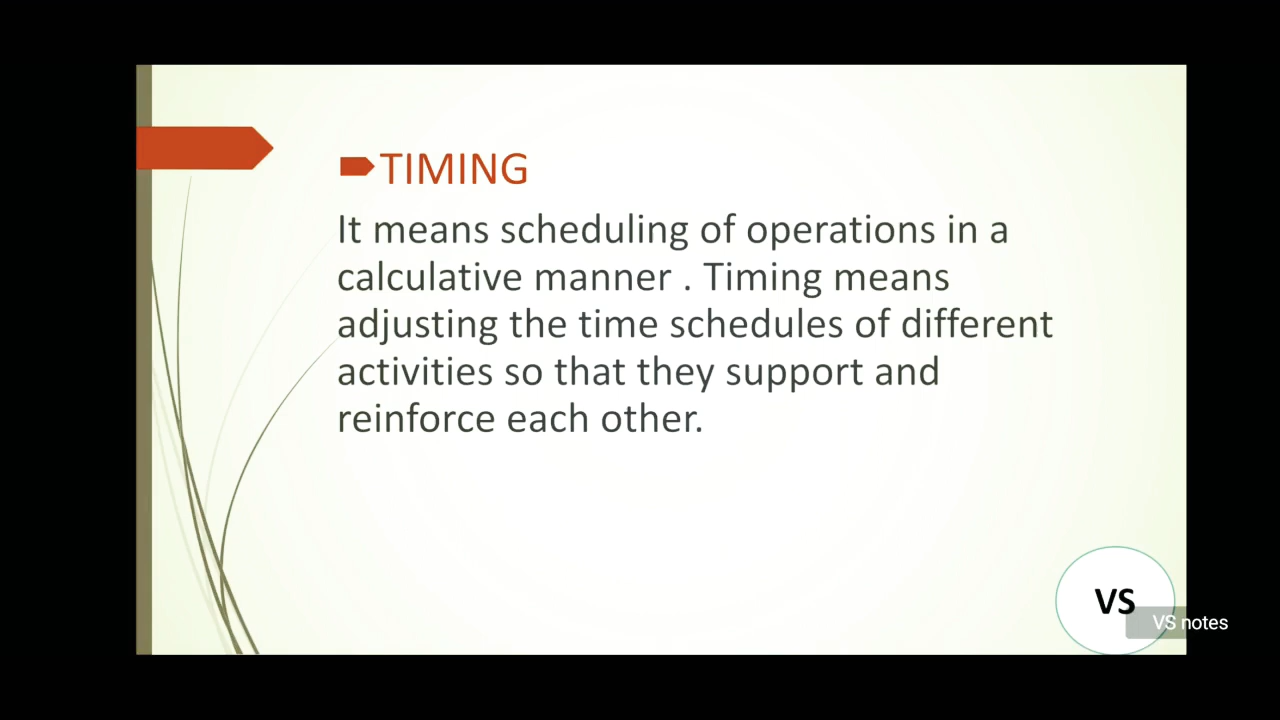 TIMING
It means scheduling of operations in a
calculative manner . Timing means
adjusting the time schedules of different
activities so that they support and
reinforce each other.
VS
VS notes